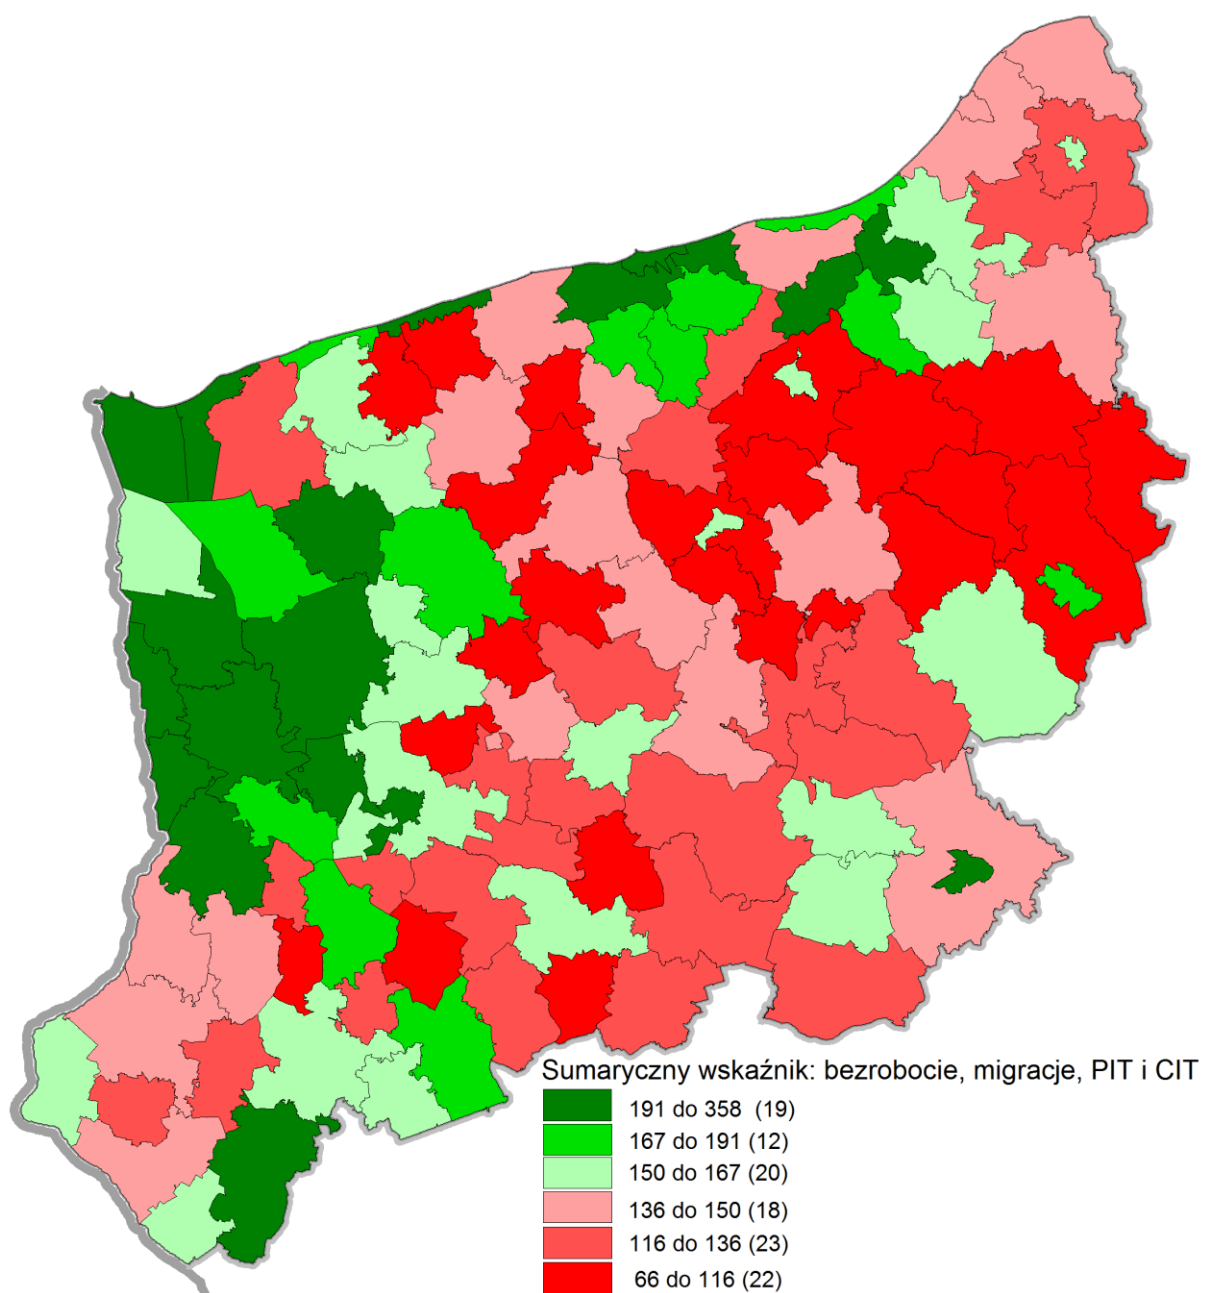 Sumaryczny wskaźnik: bezrobocie, migracje, PIT i CIT
191 do 358 (19)
167 do 191 (12)
150 do 167 (20)
136 do 150 (18)
116 do 136 (23)
66 do 116 (22)